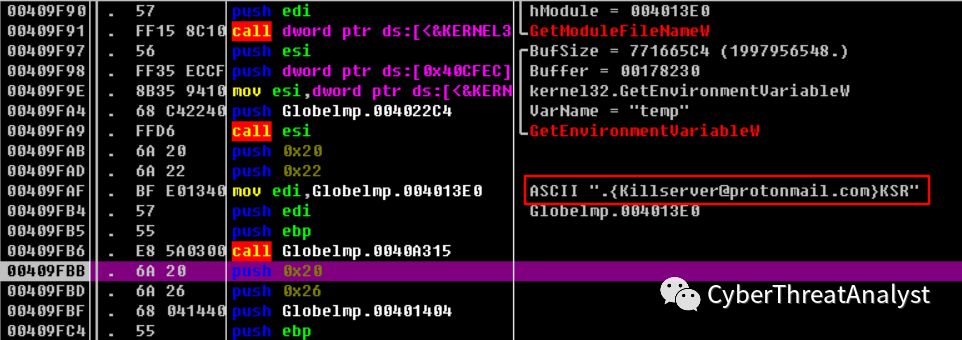 00409F90 . 57 push edi hModule = 004013E0
00409F91 . FF15 8C10 call dword ptr ds:[<&KERNEL3 GetModuleFileNameW
00409F97 . 56 push esi BufSize = 771665C4 (1997956548.)
00409F98 . FF35 ECCF push dword ptr ds:[0x40CFEC] Buffer = 00178230
00409F9E . 8B35 9410 mov esi,dword ptr ds:[<&KERN kernel32.GetEnvironmentVariableW
00409FA4 . 68 C42240 push GlobeImp.004022C4 VarName = "temp"
00409FA9 . FFD6 call esi GetEnvironmentVariableW
00409FAB . 6A 20 push 0x20
00409FAD . 6A 22 push 0x22
00409FAF . BF E01340 mov edi,GlobeImp.004013E0 ASCII ".{Killserver@protonmail.com}KSR"
00409FB4 . 57 push edi GlobeImp.004013E0
00409FB5 . 55 push ebp
00409FB6 . E8 5A0300 call GlobeImp.0040A315
00409FBB . 6A 20 push 0x20
00409FBD . 6A 26 push 0x26
00409FBF . 68 041440 push GlobeImp.00401404
00409FC4 . 55 push ebp
CyberThreatAnalyst